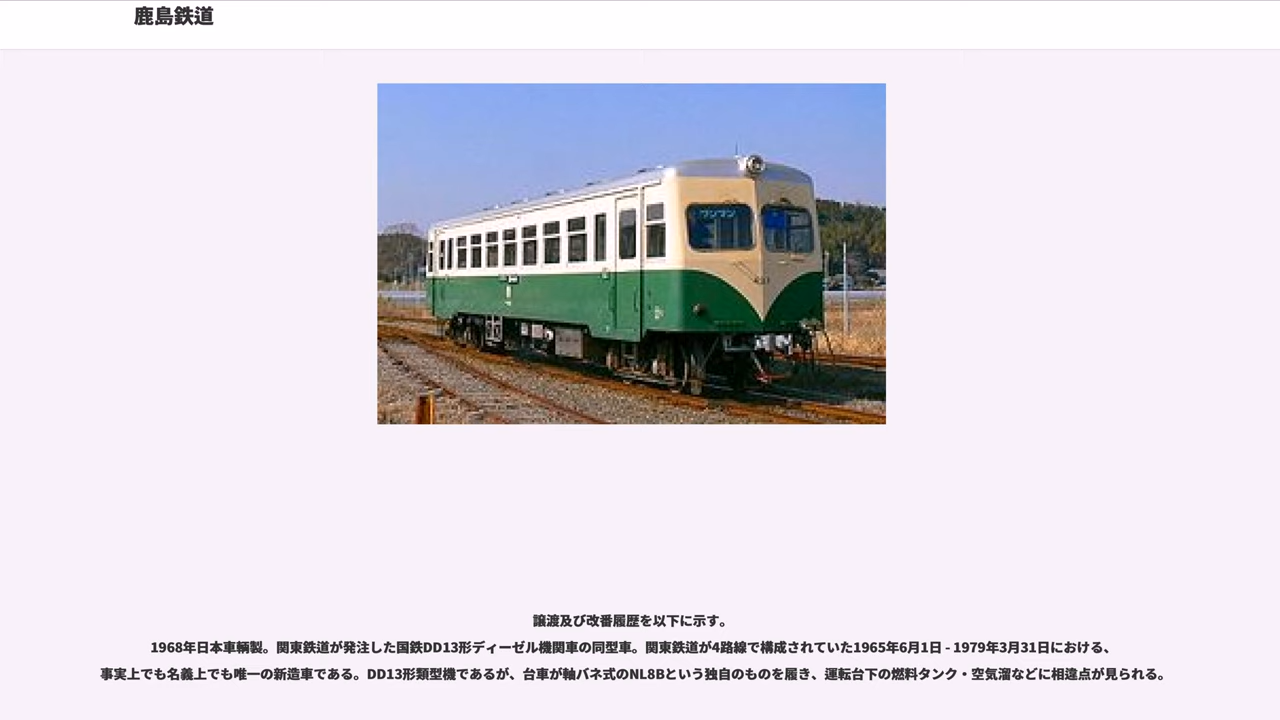 鹿島鉄道
ワンマン
譲渡及び改番履歴を以下に示す。
1968年日本車輌製。関東鉄道が発注した国鉄DD13形ディーゼル機関車の同型車。関東鉄道が4路線で構成されていた1965年6月1日 - 1979年3月31日における、
事実上でも名義上でも唯一の新造車である。DD13形類型機であるが、台車が軸バネ式のNL8Bという独自のものを履き、運転台下の燃料タンク・空気溜などに相違点が見られる。